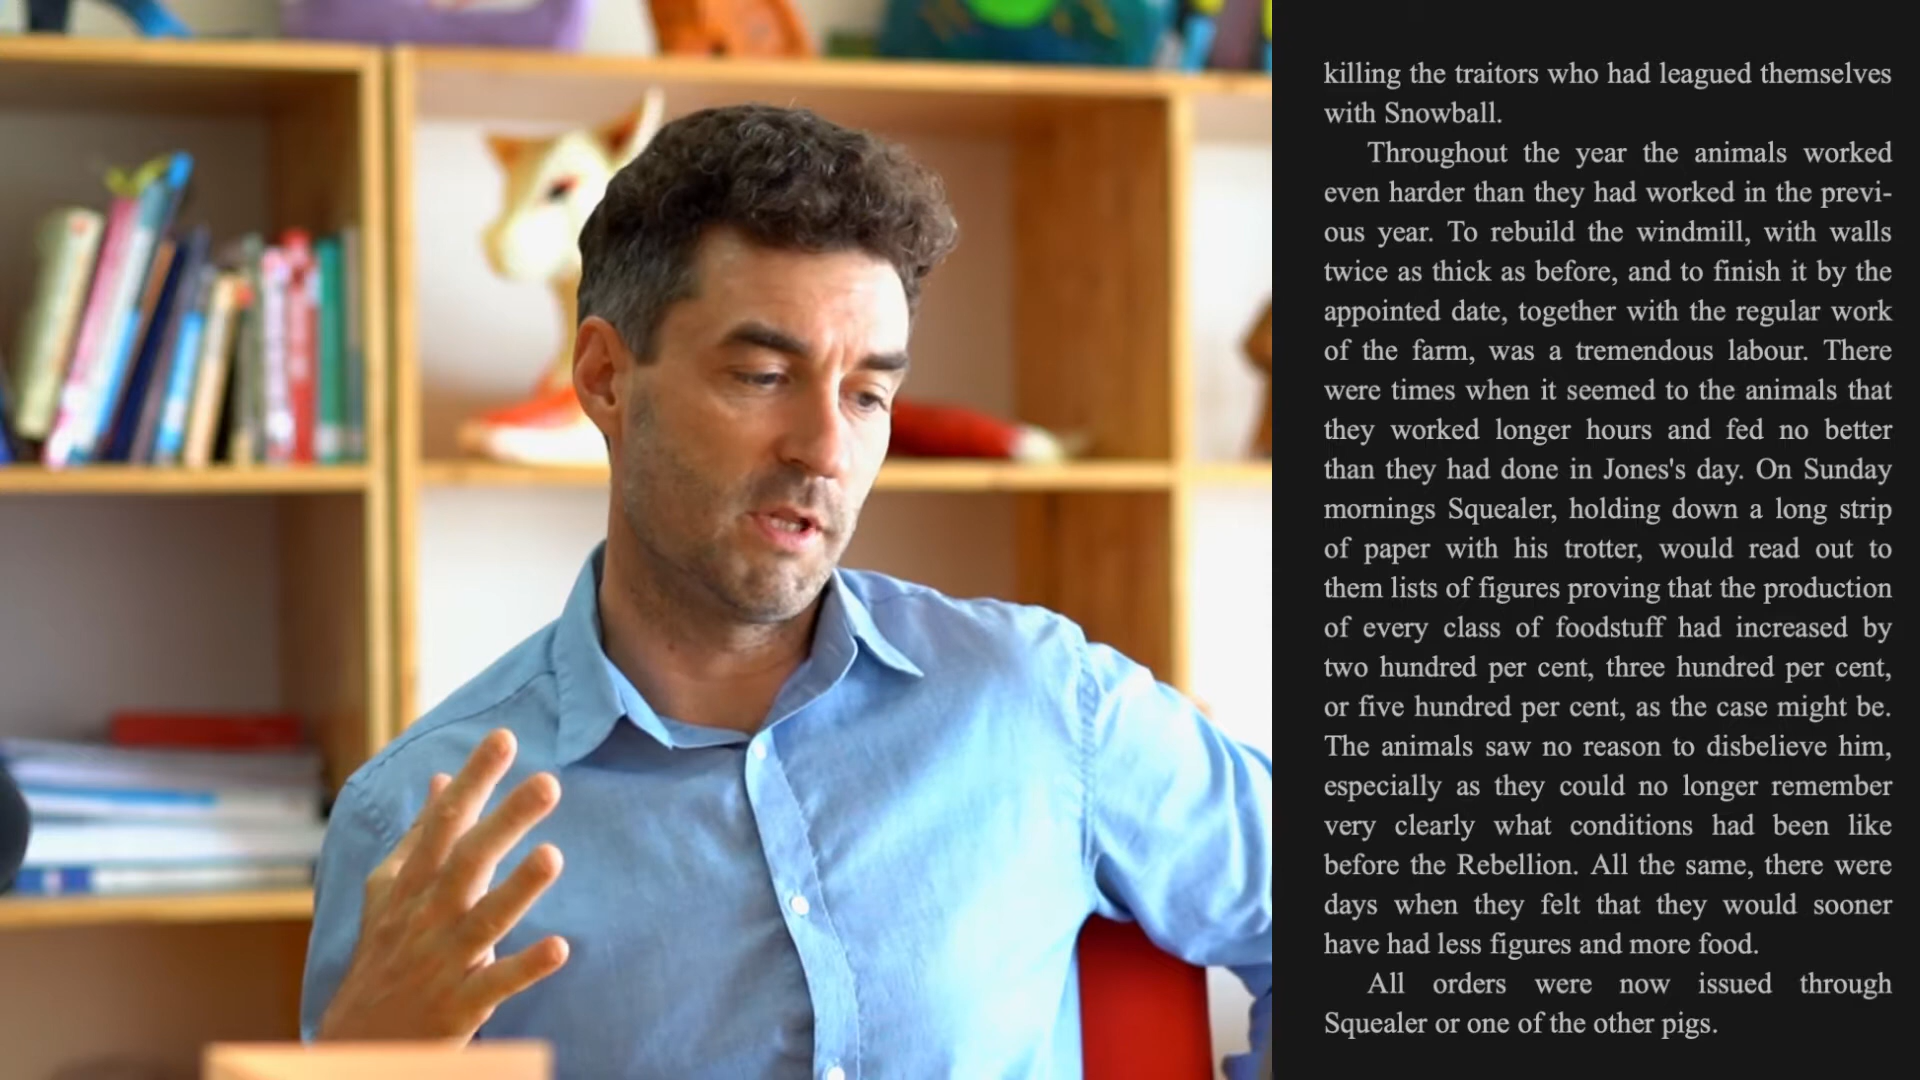 killing the traitors who had leagued themselves
with Snowball.
Throughout the year the animals worked
even harder than they had worked in the previ-
ous year. To rebuild the windmill, with walls
twice as thick as before, and to finish it by the
appointed date, together with the regular work
of the farm, was a tremendous labour. There
were times when it seemed to the animals that
they worked longer hours and fed no better
than they had done in Jones's day. On Sunday
mornings Squealer, holding down a long strip
of paper with his trotter, would read out to
them lists of figures proving that the production
of every class of foodstuff had increased by
two hundred per cent, three hundred per cent,
or five hundred per cent, as the case might be.
The animals saw no reason to disbelieve him,
especially as they could no longer remember
very clearly what conditions had been like
before the Rebellion. All the same, there were
days when they felt that they would sooner
have had less figures and more food.
All orders were now issued through
Squealer or one of the other pigs.